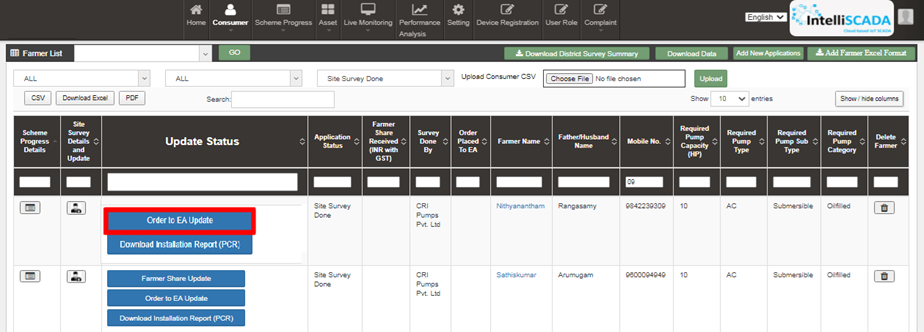 Home
Consumer
Scheme Progress
Asset
Live Monitoring
Performance Analysis
Setting
Device Registration
User Role
Complaint
English
IntelliSCADA
Cloud based IoT SCADA
Farmer List
GO
Download District Survey Summary
Download Data
Add New Applications
Add Farmer Excel Format
ALL
ALL
Site Survey Done
Upload Consumer CSV
Choose File No file chosen
Upload
CSV
Download Excel
PDF
Search:
Show 10 entries
Show / hide columns
Scheme Progress Details
Site Survey Details and Update
Update Status
Application Status
Farmer Share Received (INR with GST)
Survey Done By
Order Placed To EA
Farmer Name
Father/Husband Name
Mobile No.
Required Pump Capacity (HP)
Required Pump Type
Required Pump Sub Type
Required Pump Category
Delete Farmer
09
Order to EA Update
Download Installation Report (PCR)
Site Survey Done
CRI Pumps Pvt. Ltd
Nithyanantham
Rangasamy
9842239309
10
AC
Submersible
Oilfilled
Farmer Share Update
Order to EA Update
Download Installation Report (PCR)
Site Survey Done
CRI Pumps Pvt. Ltd
Sathiskumar
Arumugam
9600094949
10
AC
Submersible
Oilfilled